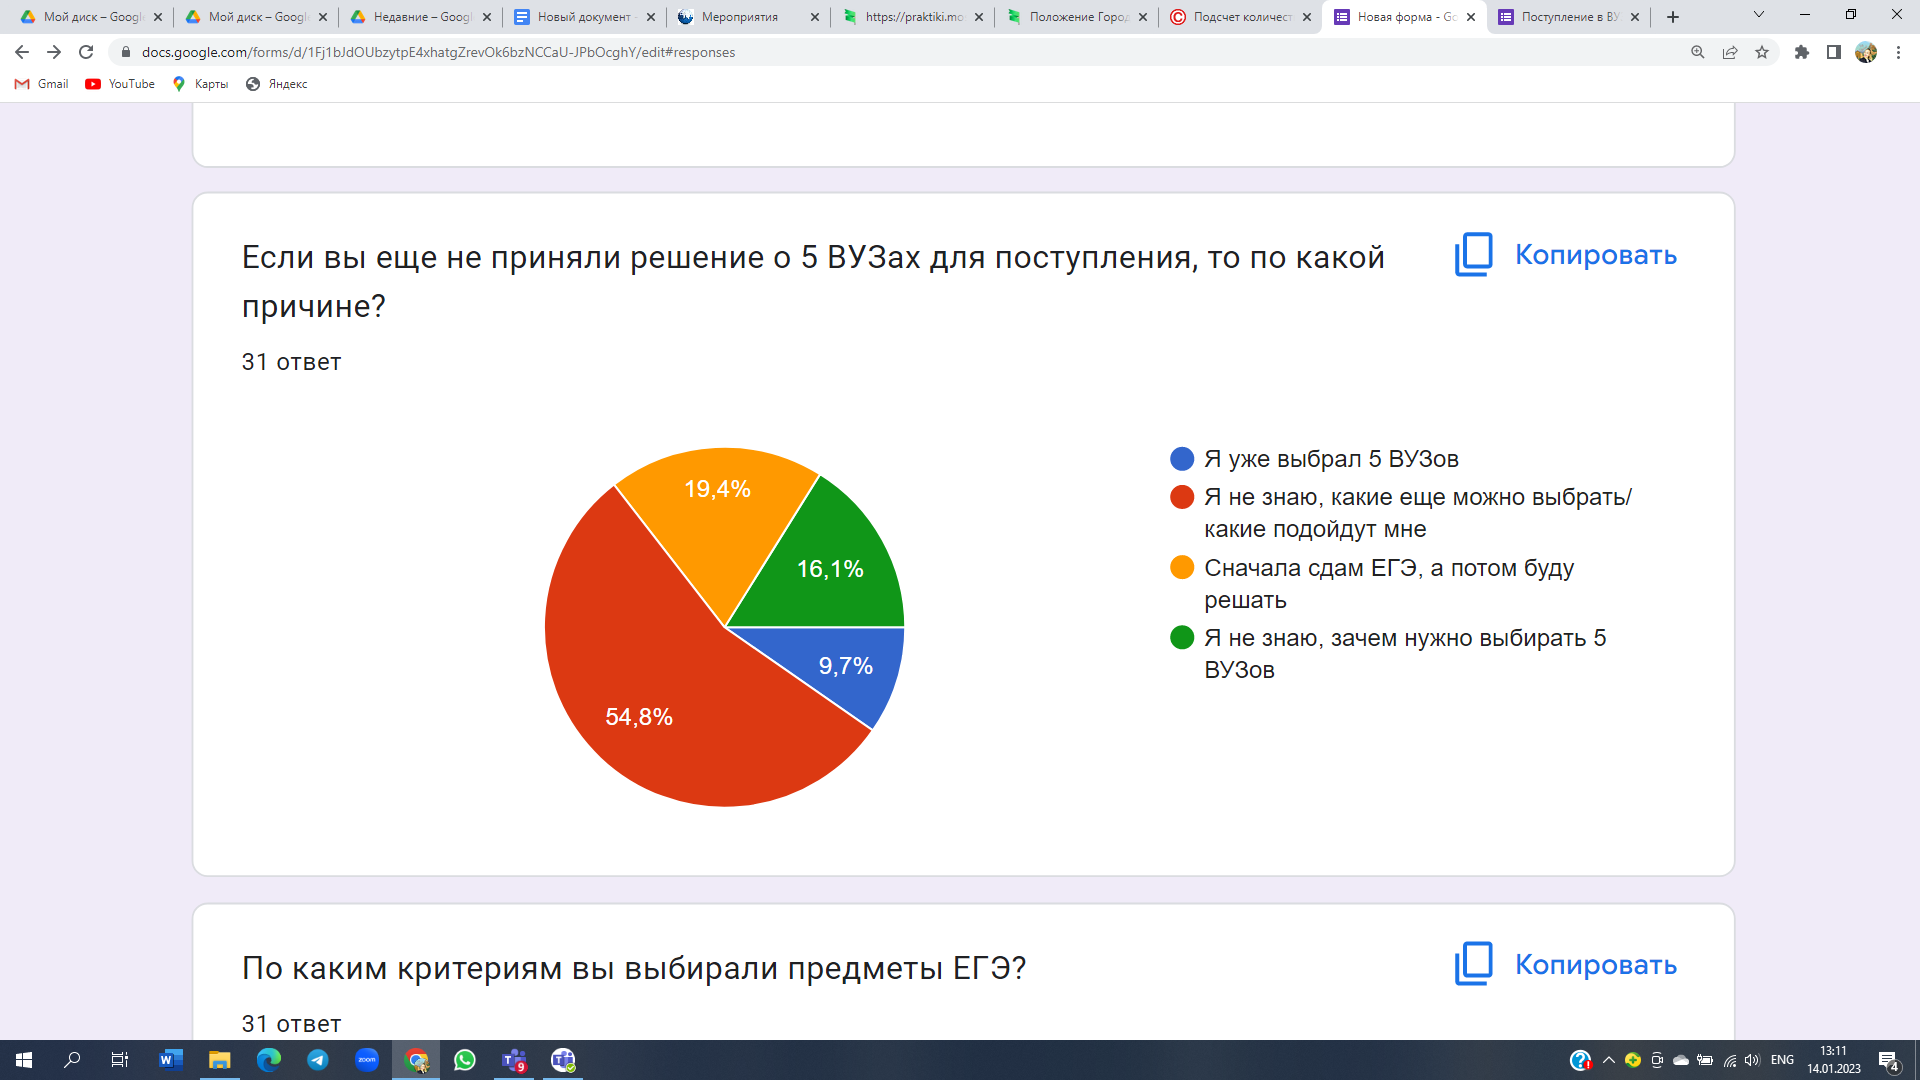 Мой диск – Google
Мой диск – Google
Недавние – Googl
Новый документ -
Мероприятия
https://praktiki.mo
Положение Город
Подсчет количест
Новая форма - Go
Поступление в ВУ
docs.google.com/forms/d/1Fj1bJdOUbzytpE4xhatgZrevOk6bzNCCaU-JPbOcghY/edit#responses
Gmail
YouTube
Карты
Яндекс
Если вы еще не приняли решение о 5 ВУЗах для поступления, то по какой
причине?
Копировать
31 ответ
19,4%
16,1%
9,7%
54,8%
Я уже выбрал 5 ВУЗов
Я не знаю, какие еще можно выбрать/
какие подойдут мне
Сначала сдам ЕГЭ, а потом буду
решать
Я не знаю, зачем нужно выбирать 5
ВУЗов
По каким критериям вы выбирали предметы ЕГЭ?
Копировать
31 ответ
zoom
9
ENG
13:11
14.01.2023
4